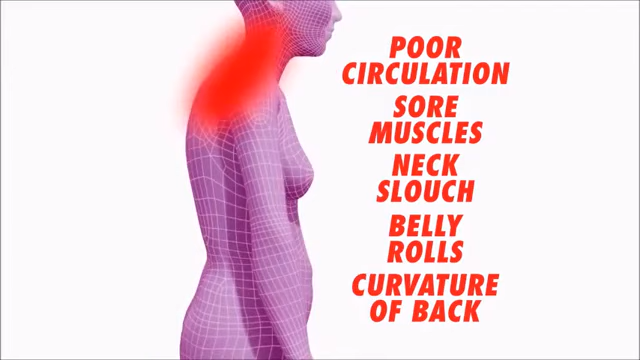 POOR
CIRCULATION
SORE
MUSCLES
NECK
SLOUCH
BELLY
ROLLS
CURVATURE
OF BACK